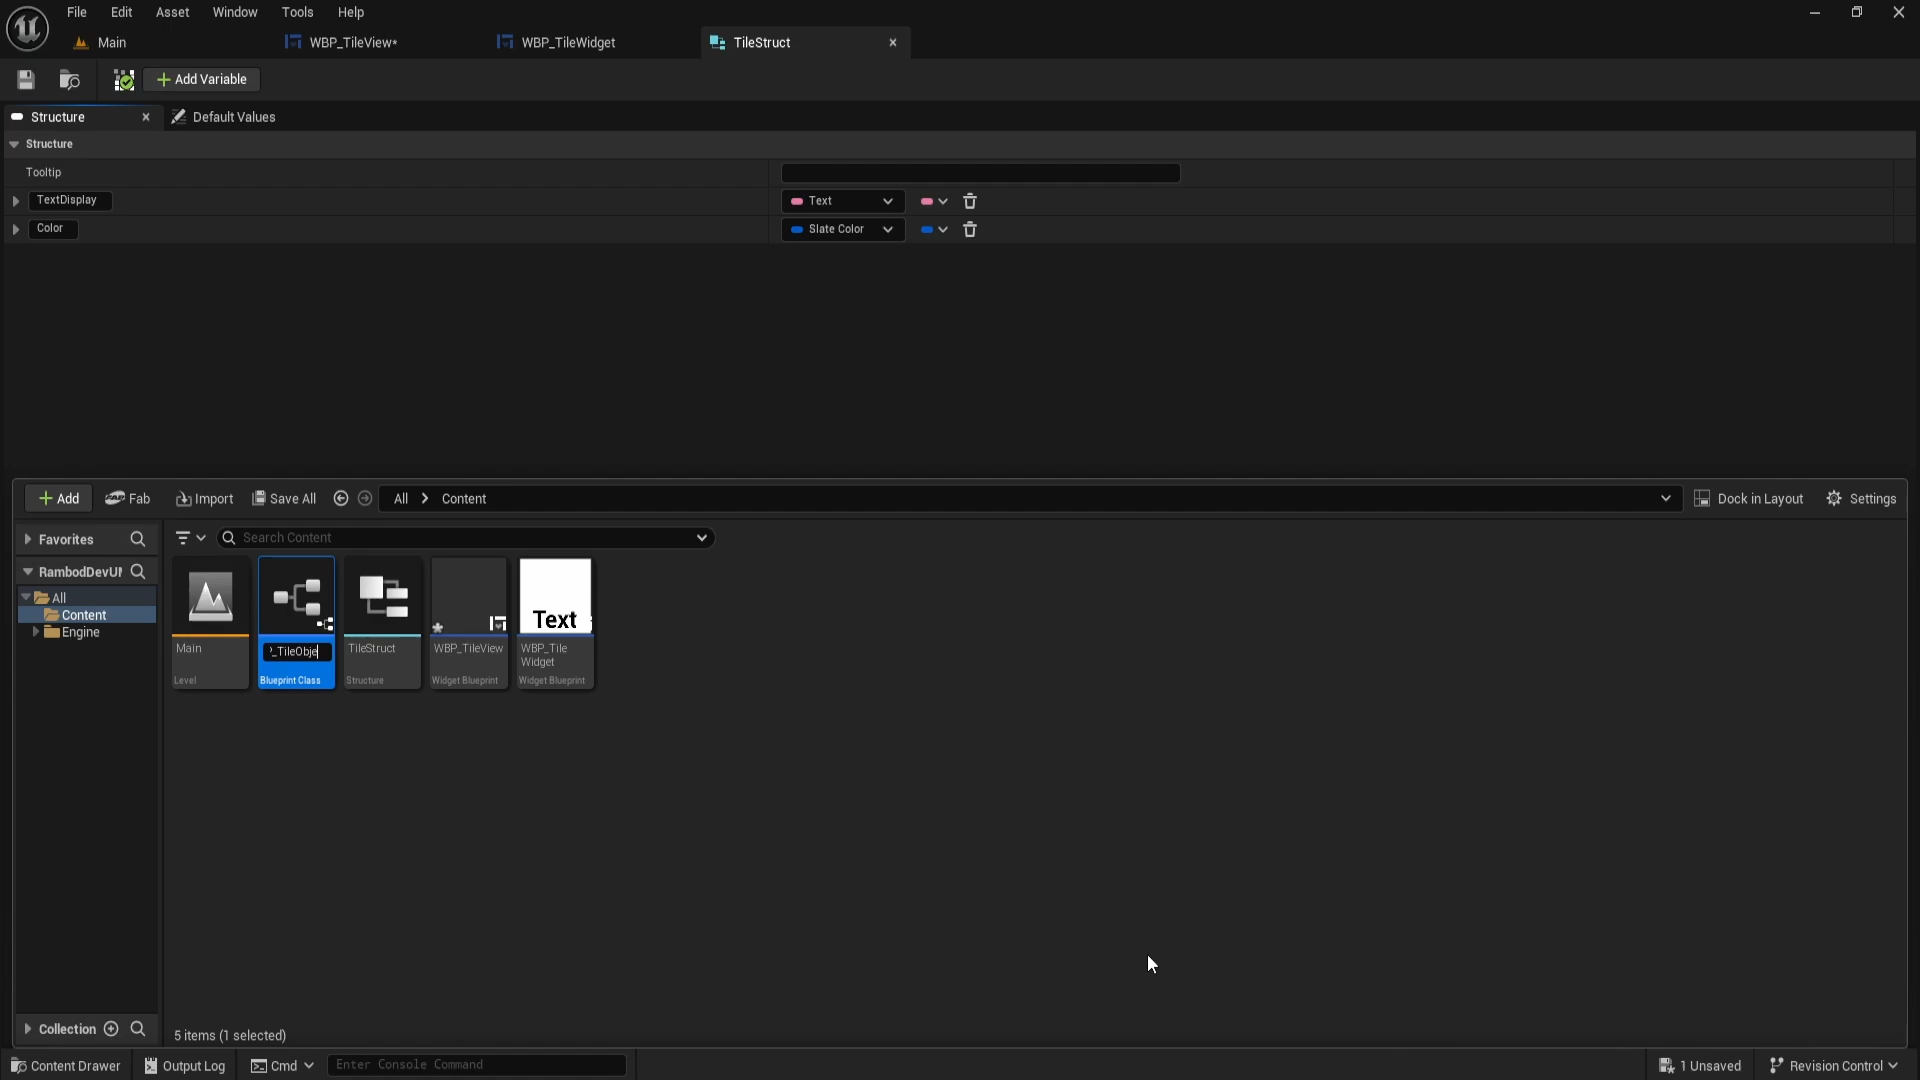 File Edit Asset Window Tools Help
Main WBP_TileView* WBP_TileWidget TileStruct
Add Variable
Structure Default Values
Structure
Tooltip
TextDisplay Text
Color Slate Color
Add Fab Import Save All All Content Dock in Layout Settings
Favorites Search Content
RambodDevU
All
Content
Engine
Text
Main _TileObje TileStruct WBP_TileView WBP_Tile
Widget
Level Blueprint Class Structure Widget Blueprint Widget Blueprint
Collection 5 items (1 selected)
Content Drawer Output Log Cmd Enter Console Command 1 Unsaved Revision Control